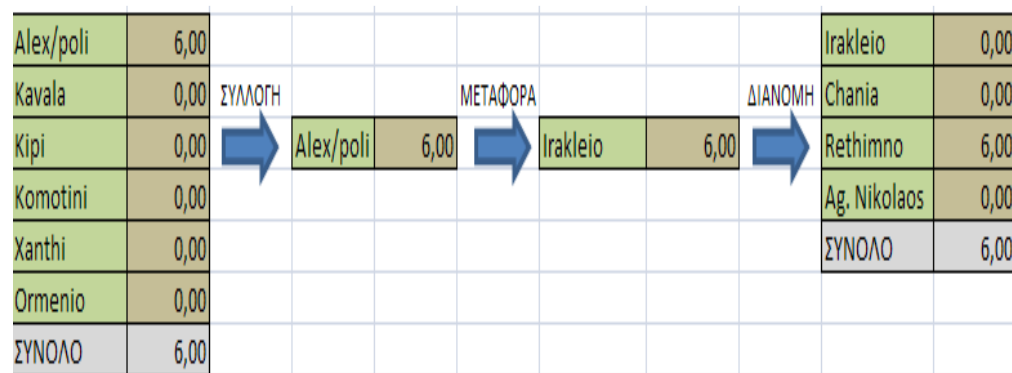 Alex/poli 6,00 Irakleio 0,00
Kavala 0,00 ΣΥΛΛΟΓΗ ΜΕΤΑΦΟΡΑ ΔΙΑΝΟΜΗ Chania 0,00
Kipi 0,00 Alex/poli 6,00 Irakleio 6,00 Rethimno 6,00
Komotini 0,00 Ag. Nikolaos 0,00
Xanthi 0,00 ΣΥΝΟΛΟ 6,00
Ormenio 0,00
ΣΥΝΟΛΟ 6,00